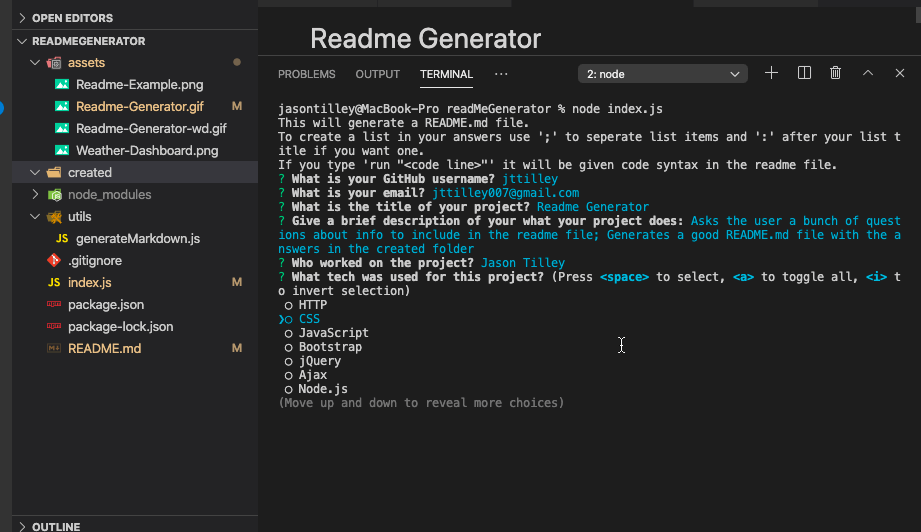 OPEN EDITORS
READMEGENERATOR
assets
Readme-Example.png
Readme-Generator.gif M
Readme-Generator-wd.gif
Weather-Dashboard.png
created
node_modules
utils
JS generateMarkdown.js
.gitignore
JS index.js M
package.json
package-lock.json
README.md M
OUTLINE
Readme Generator
PROBLEMS OUTPUT TERMINAL ··· 2: node
jasontilley@MacBook-Pro readMeGenerator % node index.js
This will generate a README.md file.
To create a list in your answers use ';' to seperate list items and ':' after your list t
itle if you want one.
If you type 'run "<code line>"' it will be given code syntax in the readme file.
? What is your GitHub username? jttilley
? What is your email? jttilley007@gmail.com
? What is the title of your project? Readme Generator
? Give a brief description of your what your project does: Asks the user a bunch of quest
ions about info to include in the readme file; Generates a good README.md file with the a
nswers in the created folder
? Who worked on the project? Jason Tilley
? What tech was used for this project? (Press <space> to select, <a> to toggle all, <i> t
o invert selection)
◯ HTTP
❯◯ CSS
◯ JavaScript
◯ Bootstrap
◯ jQuery
◯ Ajax
◯ Node.js
(Move up and down to reveal more choices)